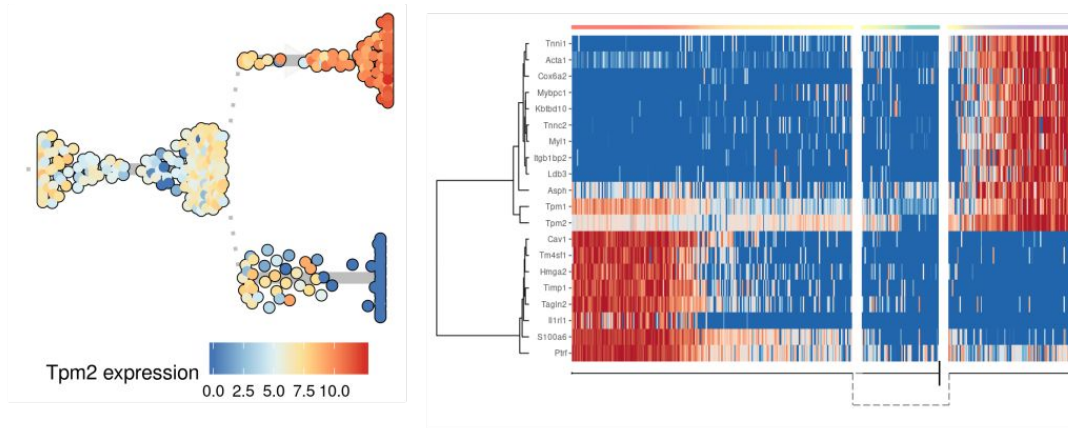 Tpm2 expression
0.0 2.5 5.0 7.5 10.0
Tnni1
Acta1
Cox6a2
Mybpc1
Kbtbd10
Tnnc2
Myl1
Itgb1bp2
Ldb3
Asph
Tpm1
Tpm2
Cav1
Tm4sf1
Hmga2
Timp1
Tagln2
Il1rl1
S100a6
Ptrf